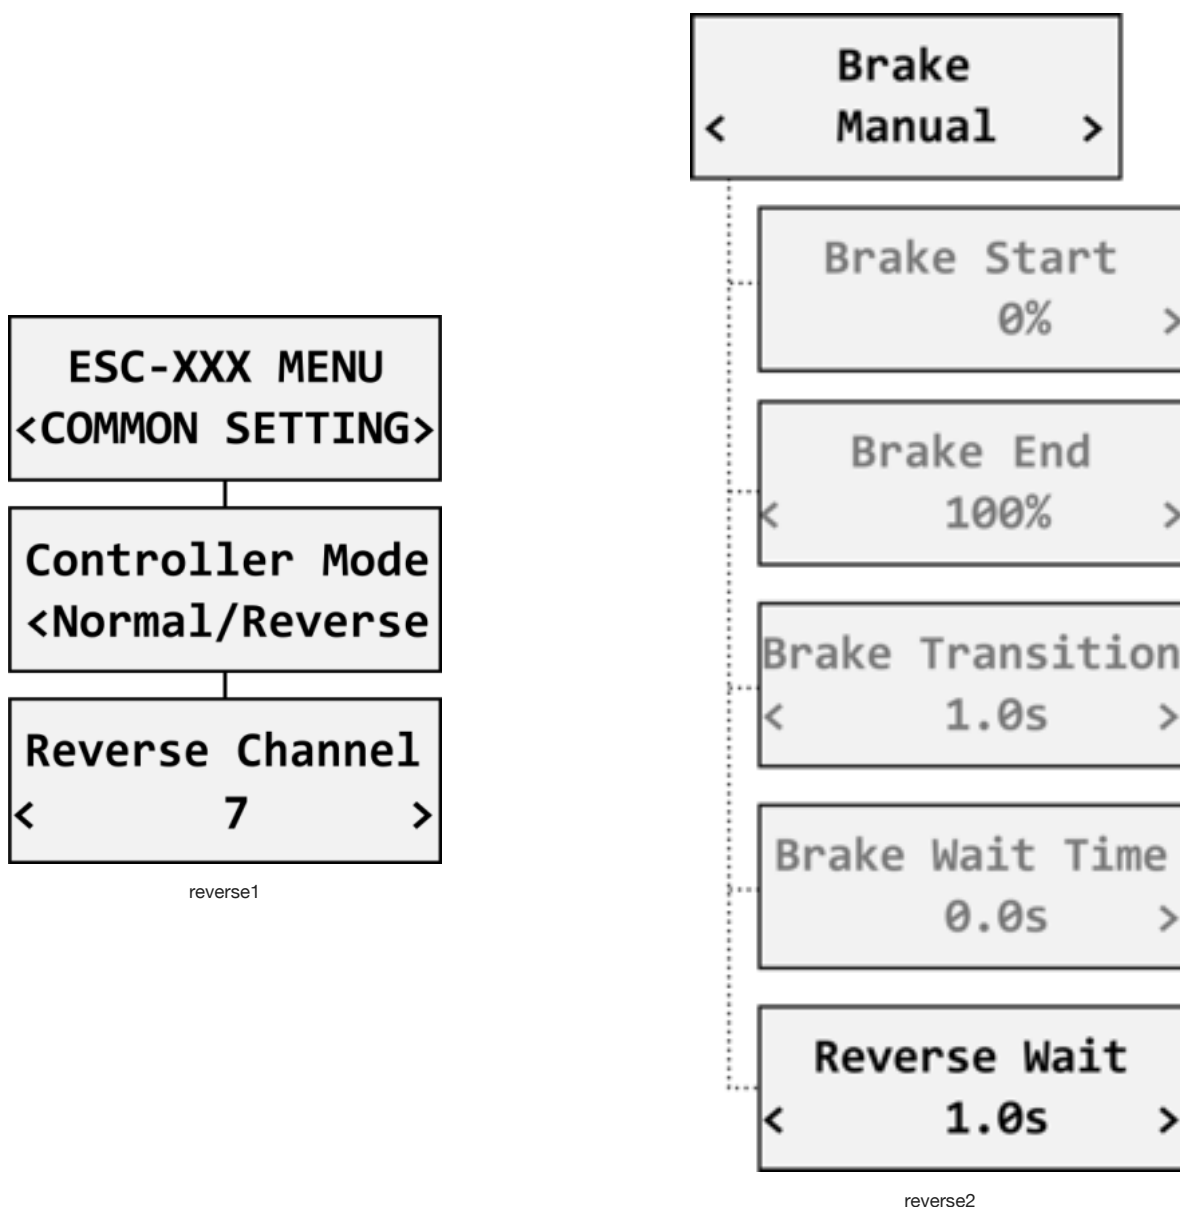 ESC-XXX MENU
<COMMON SETTING>
Controller Mode
<Normal/Reverse
Reverse Channel
< 7 >
reverse1
Brake
< Manual >
Brake Start
0% >
Brake End
< 100% >
Brake Transition
< 1.0s >
Brake Wait Time
0.0s >
Reverse Wait
< 1.0s >
reverse2